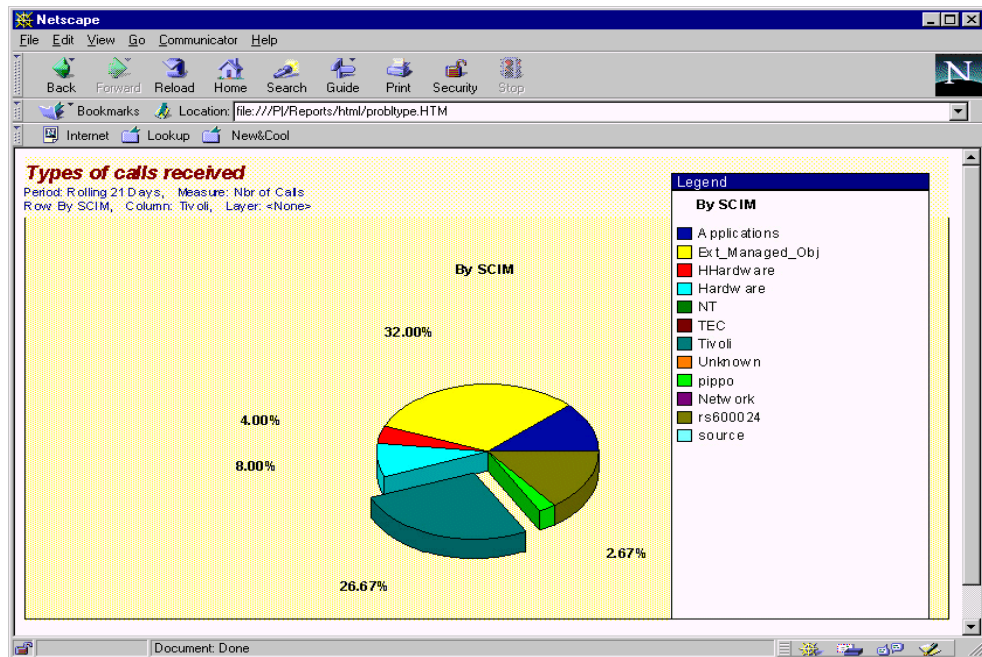 Netscape
File Edit View Go Communicator Help
Back Forward Reload Home Search Guide Print Security Stop
N
Bookmarks Location: file:///P|/Reports/html/probltype.HTM
Internet Lookup New&Cool
Types of calls received
Period: Rolling 21 Days, Measure: Nbr of Calls
Row By SCIM, Column: Tivoli, Layer: <None>
By SCIM
32.00%
4.00%
8.00%
2.67%
26.67%
Legend
By SCIM
Applications
Ext_Managed_Obj
HHardware
Hardware
NT
TEC
Tivoli
Unknown
pippo
Network
rs600024
source
Document: Done